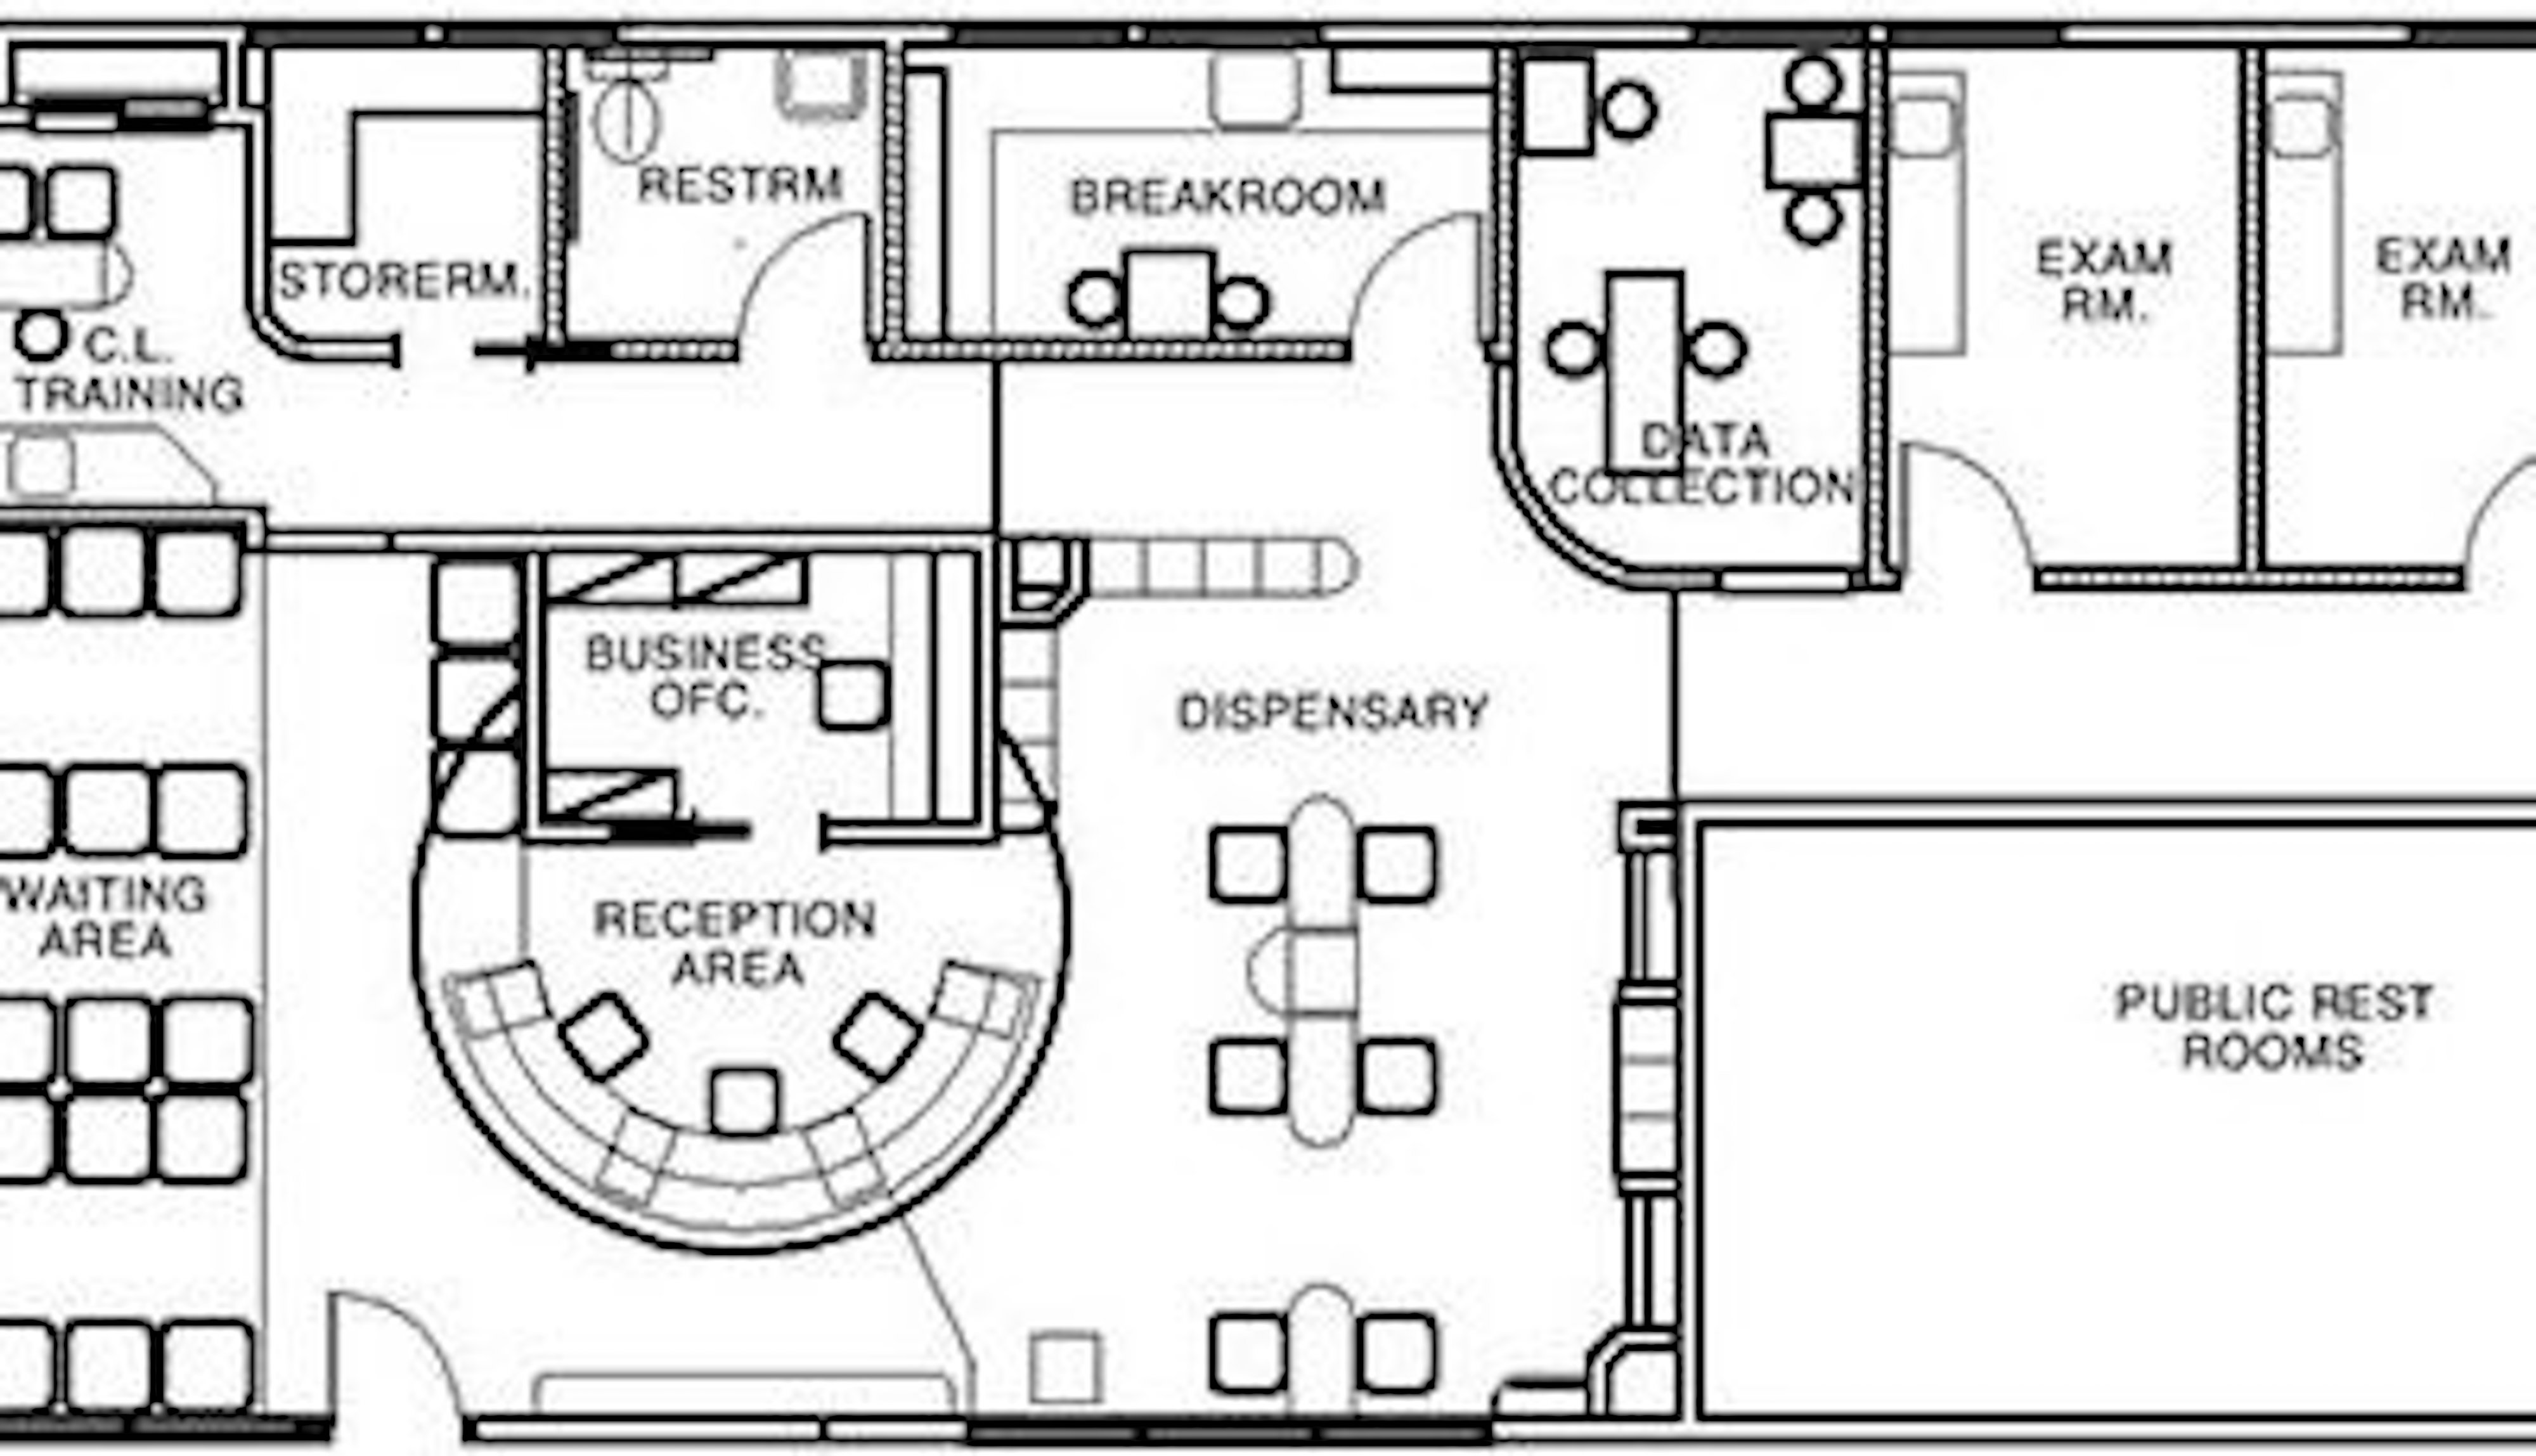 RESTRM
BREAKROOM
STORERM.
EXAM
RM.
EXAM
RM.
C.L.
TRAINING
DATA
COLLECTION
BUSINESS
OFC.
DISPENSARY
WAITING
AREA
RECEPTION
AREA
PUBLIC REST
ROOMS